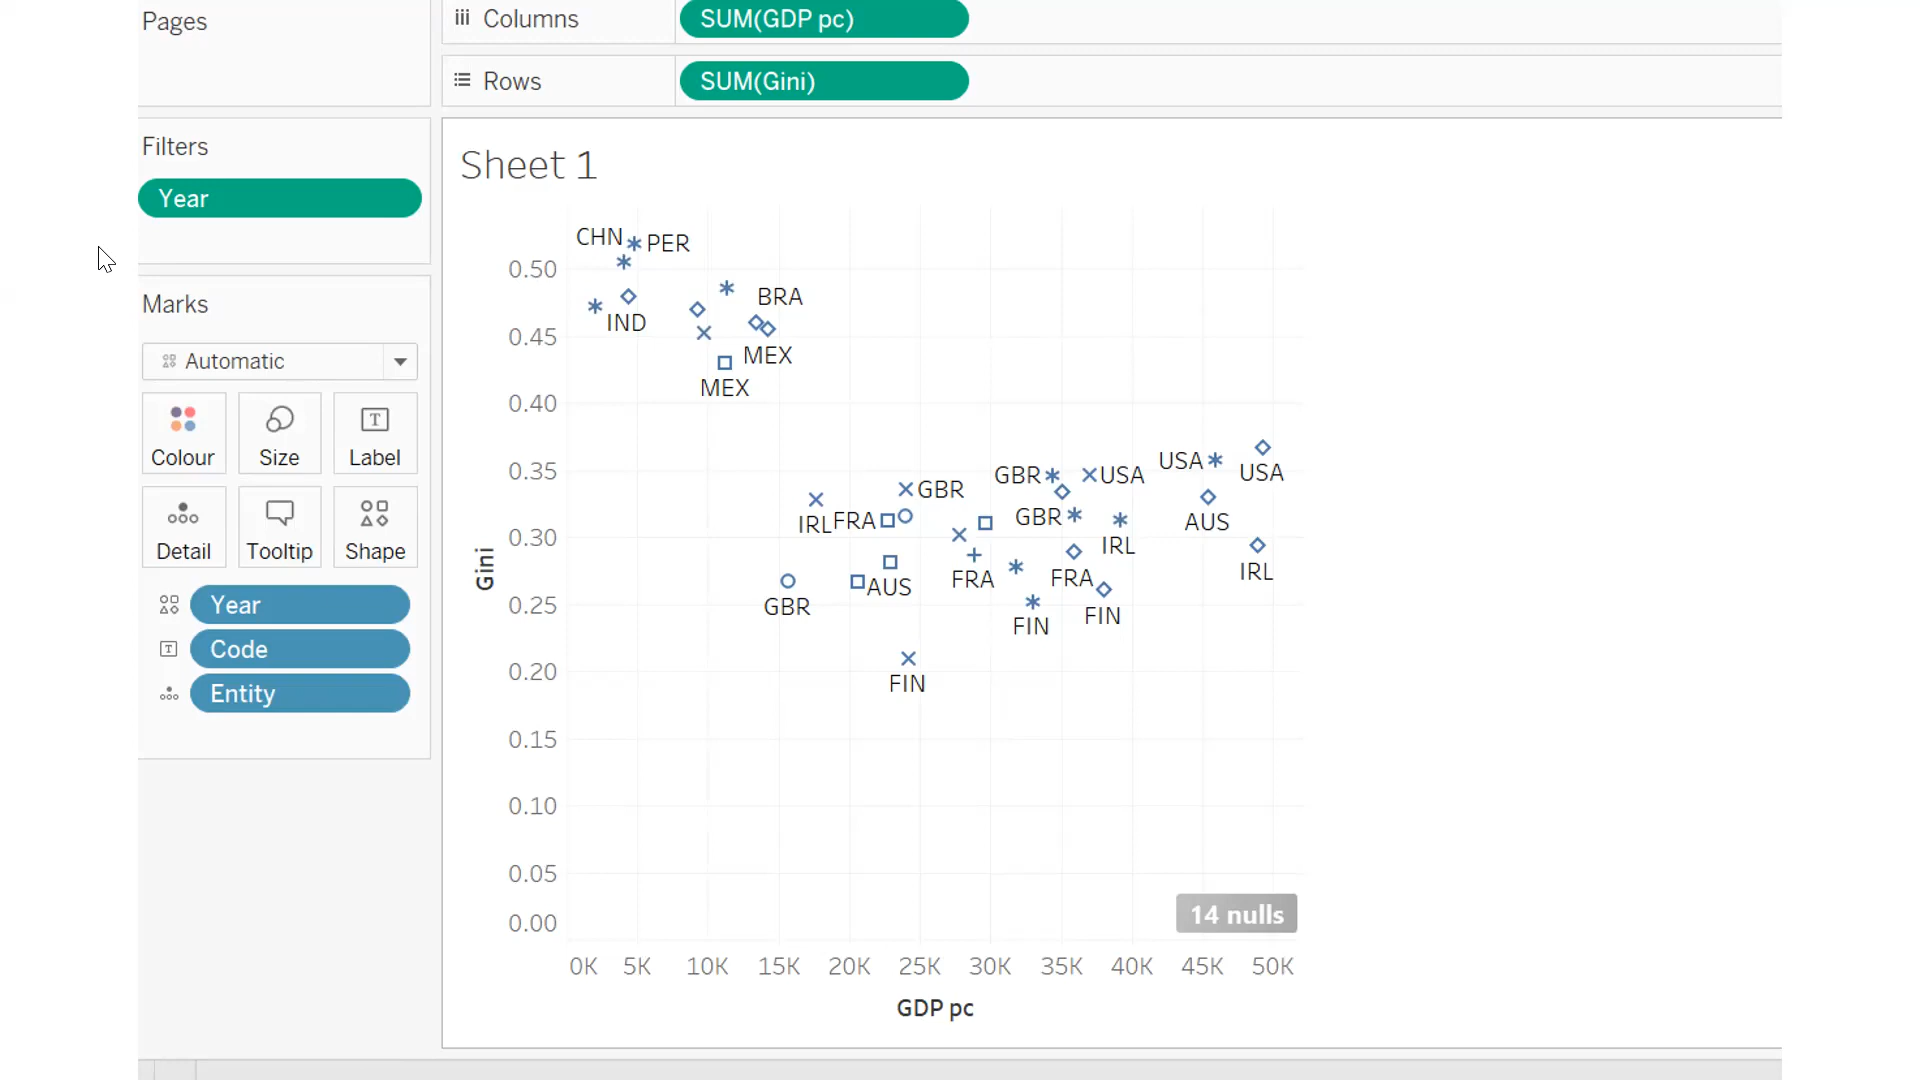 Pages
Columns
SUM(GDP pc)
Rows
SUM(Gini)
Filters
Year
Marks
Automatic
Colour
Size
Label
Detail
Tooltip
Shape
Year
Code
Entity
Sheet 1
CHN
PER
IND
BRA
MEX
MEX
USA
USA
USA
GBR
GBR
GBR
IRL
FRA
AUS
IRL
IRL
FRA
FRA
AUS
GBR
FIN
FIN
FIN
Gini
0.50
0.45
0.40
0.35
0.30
0.25
0.20
0.15
0.10
0.05
0.00
14 nulls
0K 5K 10K 15K 20K 25K 30K 35K 40K 45K 50K
GDP pc